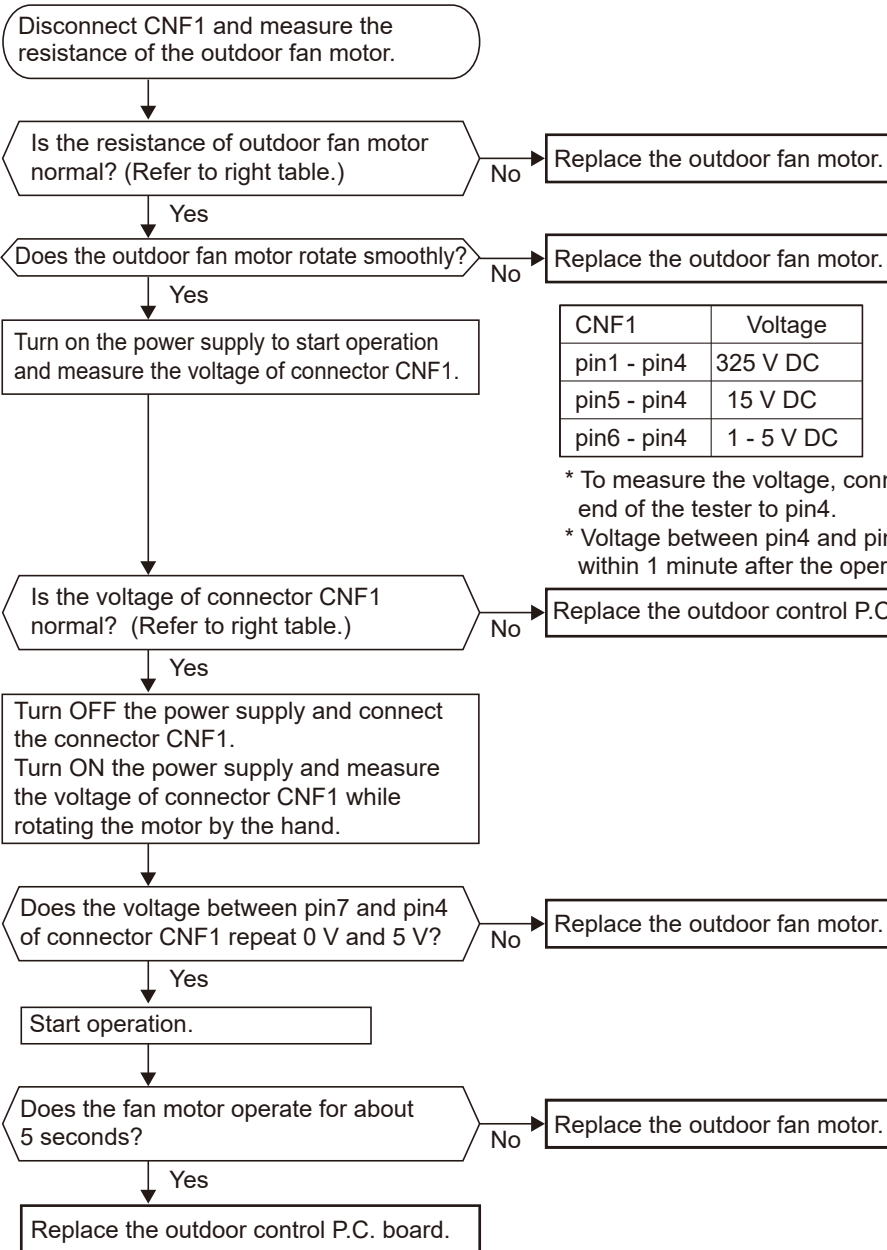 Disconnect CNF1 and measure the
resistance of the outdoor fan motor.
Is the resistance of outdoor fan motor
normal? (Refer to right table.)
No
Replace the outdoor fan motor.
Yes
Does the outdoor fan motor rotate smoothly?
No
Replace the outdoor fan motor.
Yes
Turn on the power supply to start operation
and measure the voltage of connector CNF1.
CNF1 Voltage
pin1 - pin4 325 V DC
pin5 - pin4 15 V DC
pin6 - pin4 1 - 5 V DC
* To measure the voltage,
end of the tester to pin4.
* Voltage between pin4 and
within 1 minute after the
Is the voltage of connector CNF1
normal? (Refer to right table.)
No
Replace the outdoor control
Yes
Turn OFF the power supply and connect
the connector CNF1.
Turn ON the power supply and measure
the voltage of connector CNF1 while
rotating the motor by the hand.
Does the voltage between pin7 and pin4
of connector CNF1 repeat 0 V and 5 V?
No
Replace the outdoor fan motor.
Yes
Start operation.
Does the fan motor operate for about
5 seconds?
No
Replace the outdoor fan motor.
Yes
Replace the outdoor control P.C. board.